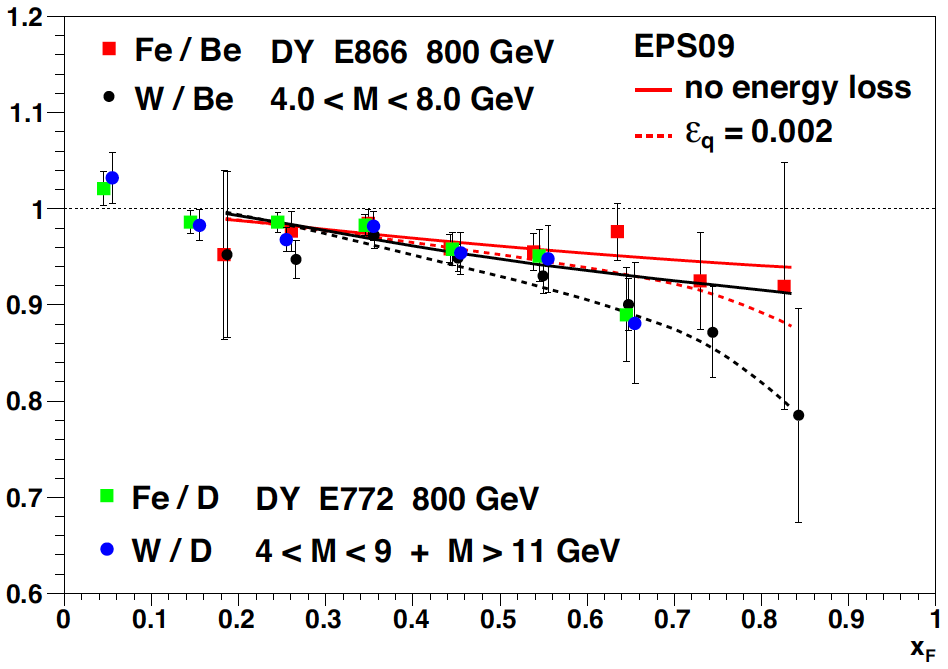 Fe / Be DY E866 800 GeV
W / Be 4.0 < M < 8.0 GeV
EPS09
no energy loss
εq = 0.002
Fe / D DY E772 800 GeV
W / D 4 < M < 9 + M > 11 GeV
1.2
1.1
1
0.9
0.8
0.7
0.6
0 0.1 0.2 0.3 0.4 0.5 0.6 0.7 0.8 0.9 1
xF